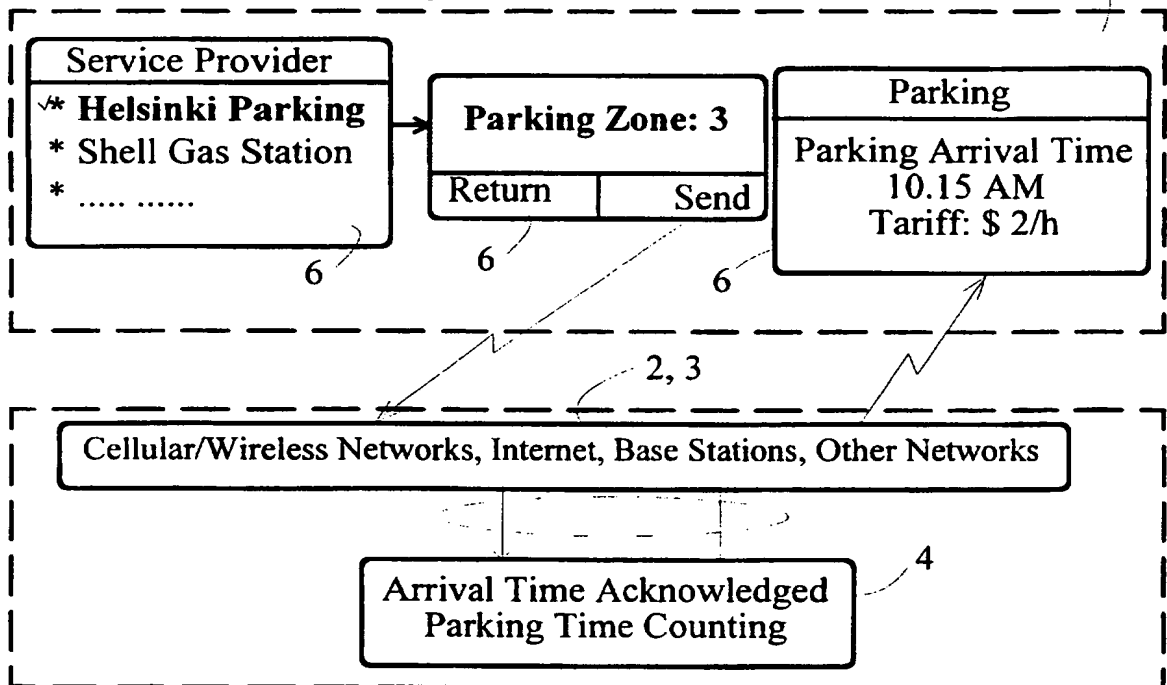 Service Provider
* Helsinki Parking
* Shell Gas Station
* ..... ......
6
Parking Zone: 3
Return Send
6
Parking
Parking Arrival Time
10.15 AM
Tariff: $ 2/h
6
2, 3
Cellular/Wireless Networks, Internet, Base Stations, Other Networks
Arrival Time Acknowledged
Parking Time Counting
4